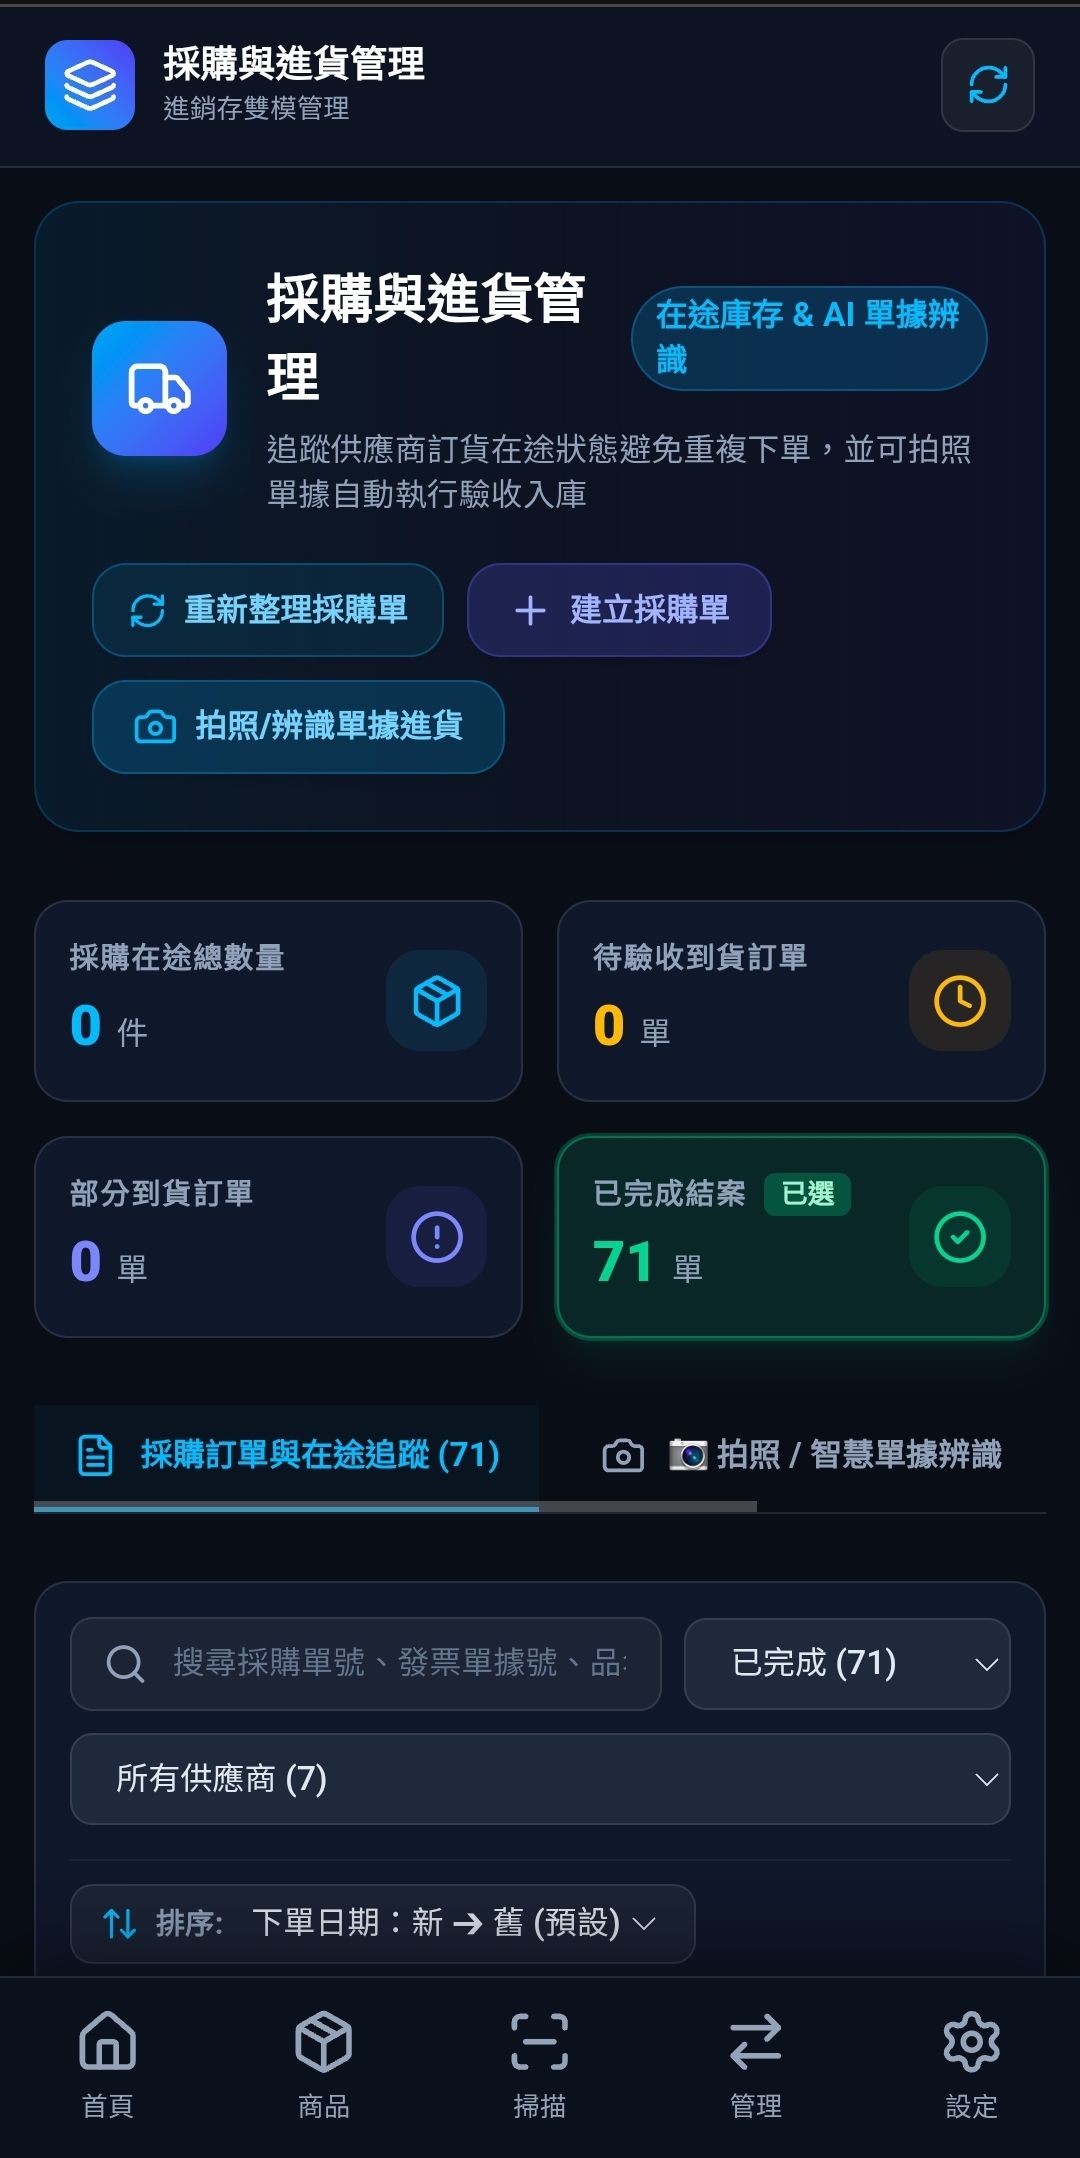 採購與進貨管理
進銷存雙模管理
採購與進貨管
理
在途庫存 & AI 單據辨
識
追蹤供應商訂貨在途狀態避免重複下單，並可拍照
單據自動執行驗收入庫
重新整理採購單
建立採購單
拍照/辨識單據進貨
採購在途總數量
0 件
待驗收到貨訂單
0 單
部分到貨訂單
0 單
已完成結案 已選
71 單
採購訂單與在途追蹤 (71)
📷 拍照 / 智慧單據辨識
搜尋採購單號、發票單據號、品
已完成 (71)
所有供應商 (7)
排序: 下單日期：新 ➔ 舊 (預設)
首頁
商品
掃描
管理
設定